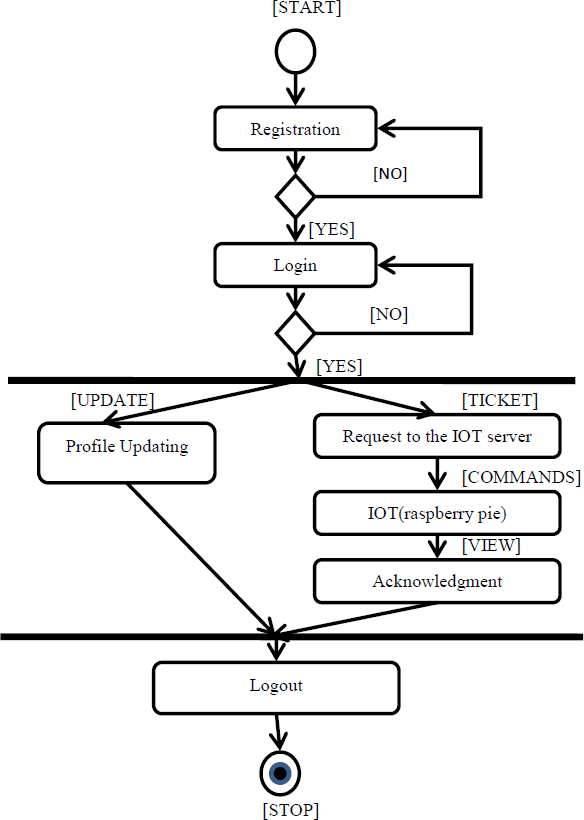 [START]
Registration
[NO]
[YES]
Login
[NO]
[YES]
[UPDATE]
[TICKET]
Profile Updating
Request to the IOT server
[COMMANDS]
IOT(raspberry pie)
[VIEW]
Acknowledgment
Logout
[STOP]